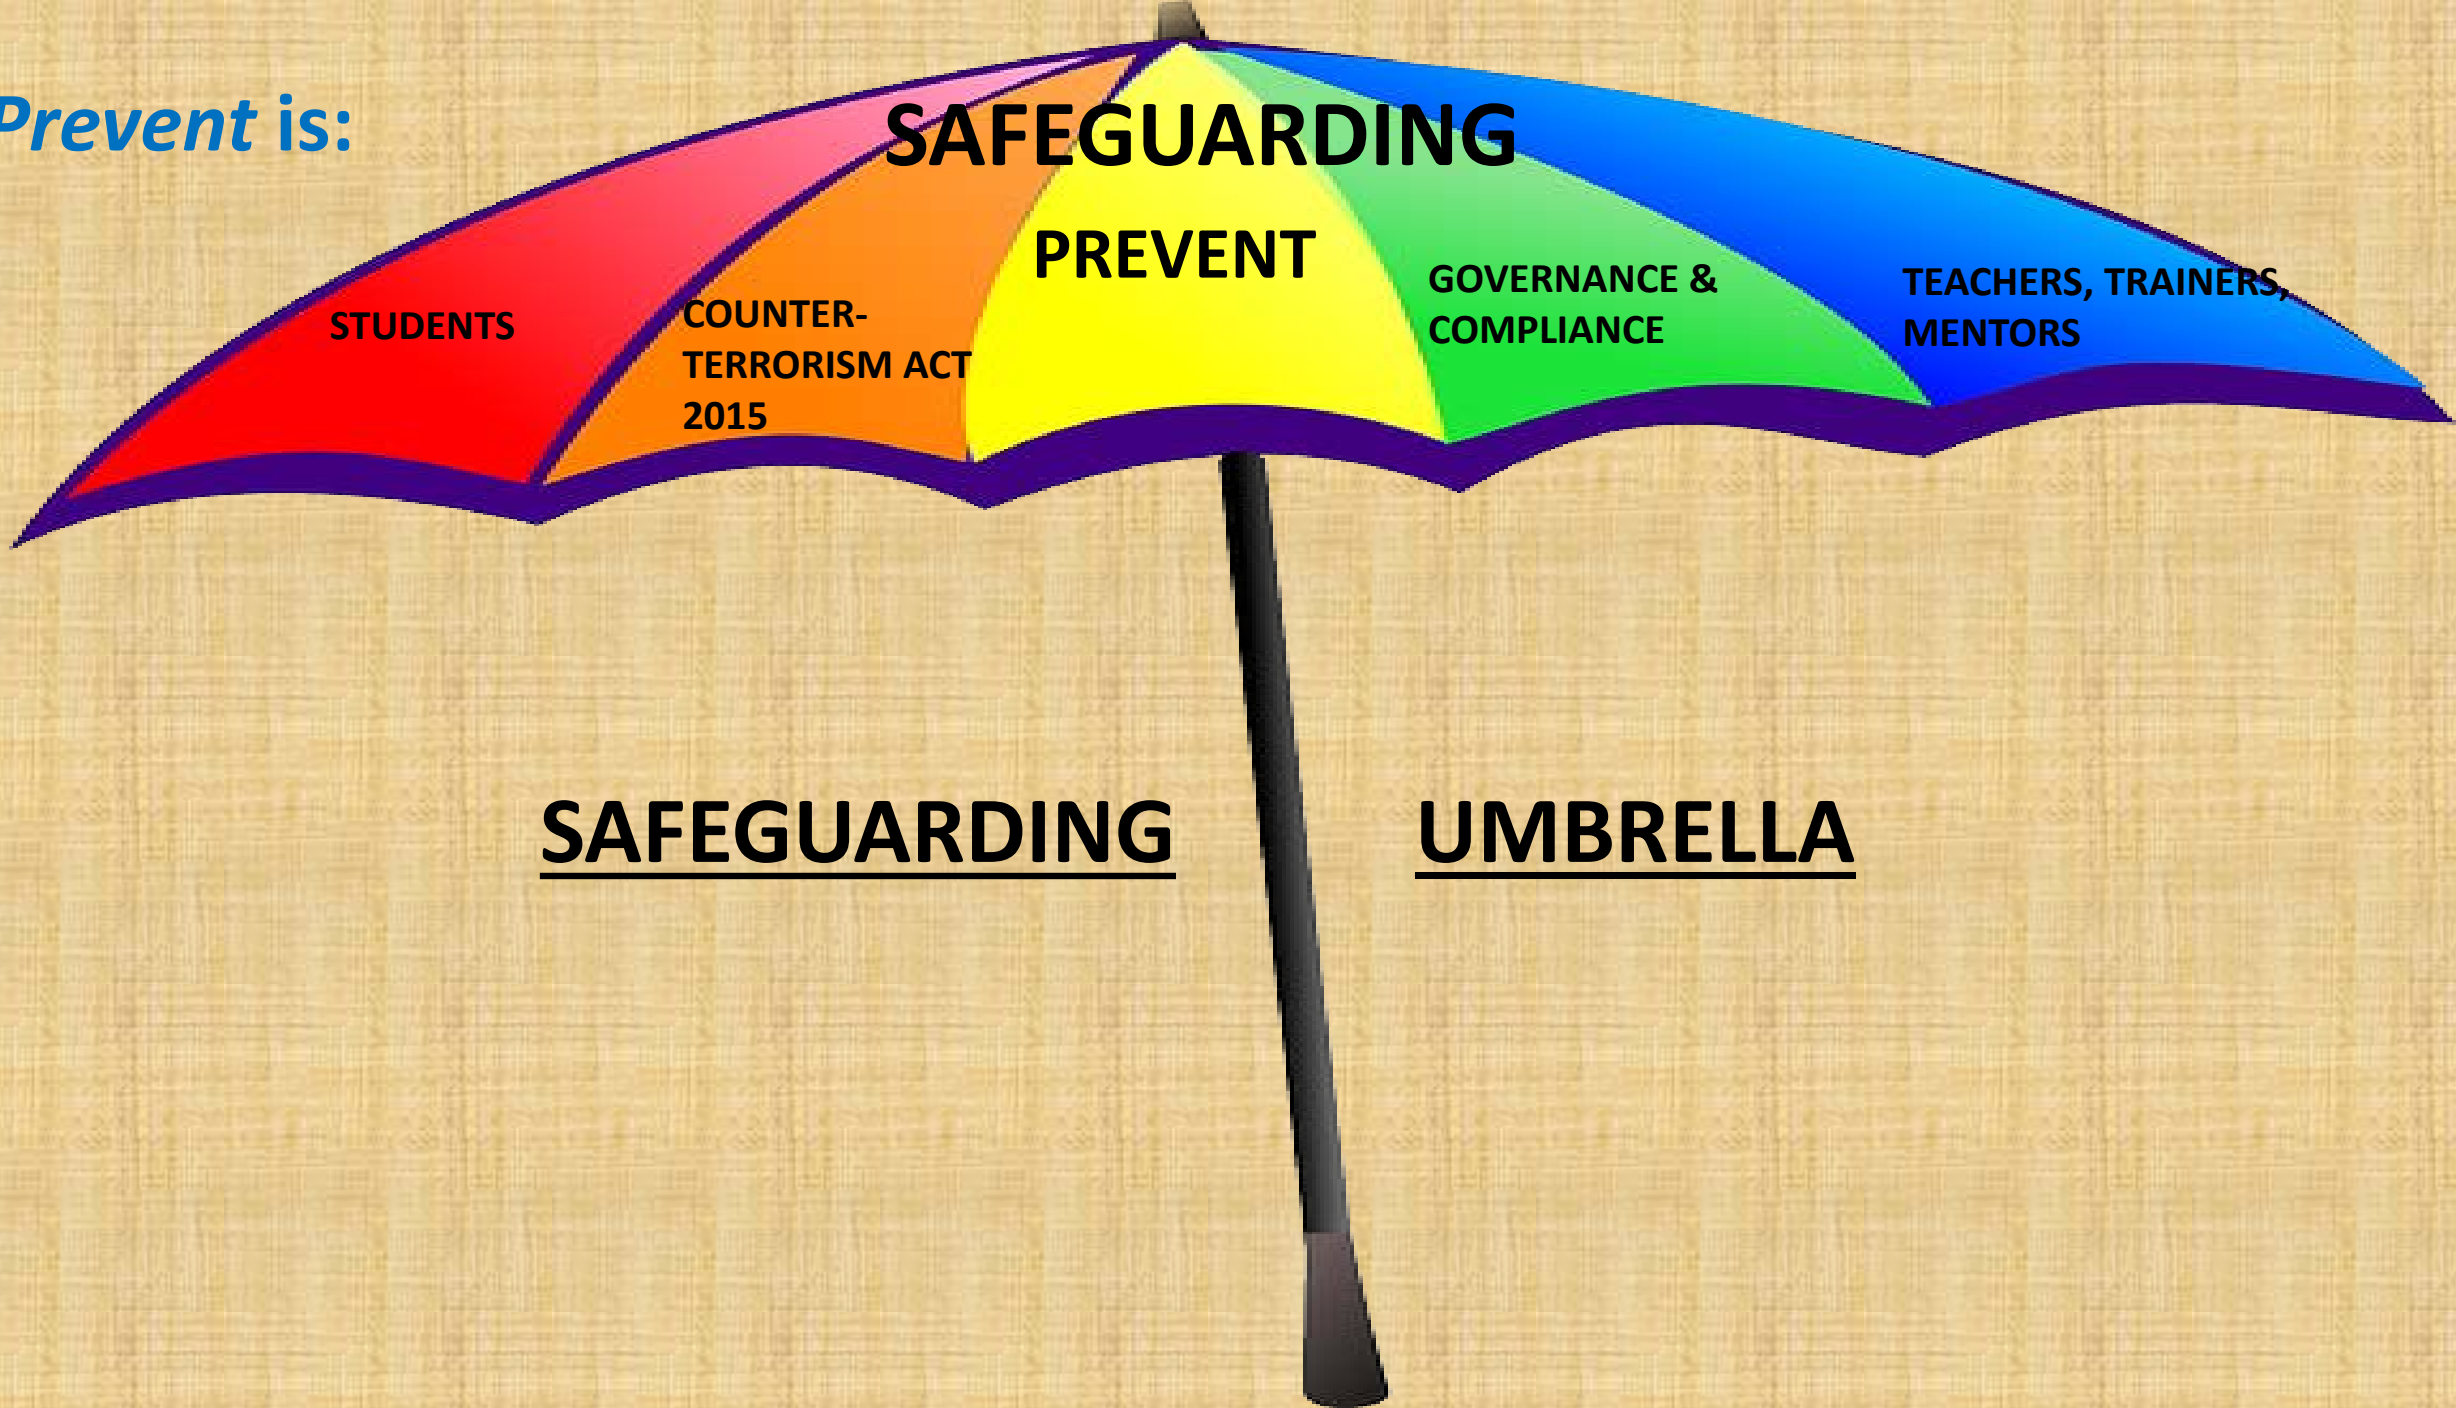 Prevent is:
SAFEGUARDING
PREVENT
STUDENTS
COUNTER-
TERRORISM ACT
2015
GOVERNANCE &
COMPLIANCE
TEACHERS, TRAINERS,
MENTORS
SAFEGUARDING UMBRELLA